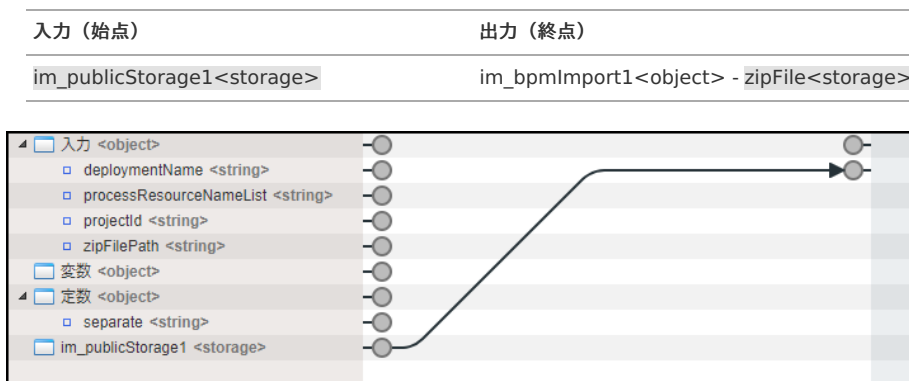 入力（始点） 出力（終点）
im_publicStorage1<storage> im_bpmImport1<object> - zipFile<storage>
入力 <object>
deploymentName <string>
processResourceNameList <string>
projectId <string>
zipFilePath <string>
変数 <object>
定数 <object>
separate <string>
im_publicStorage1 <storage>